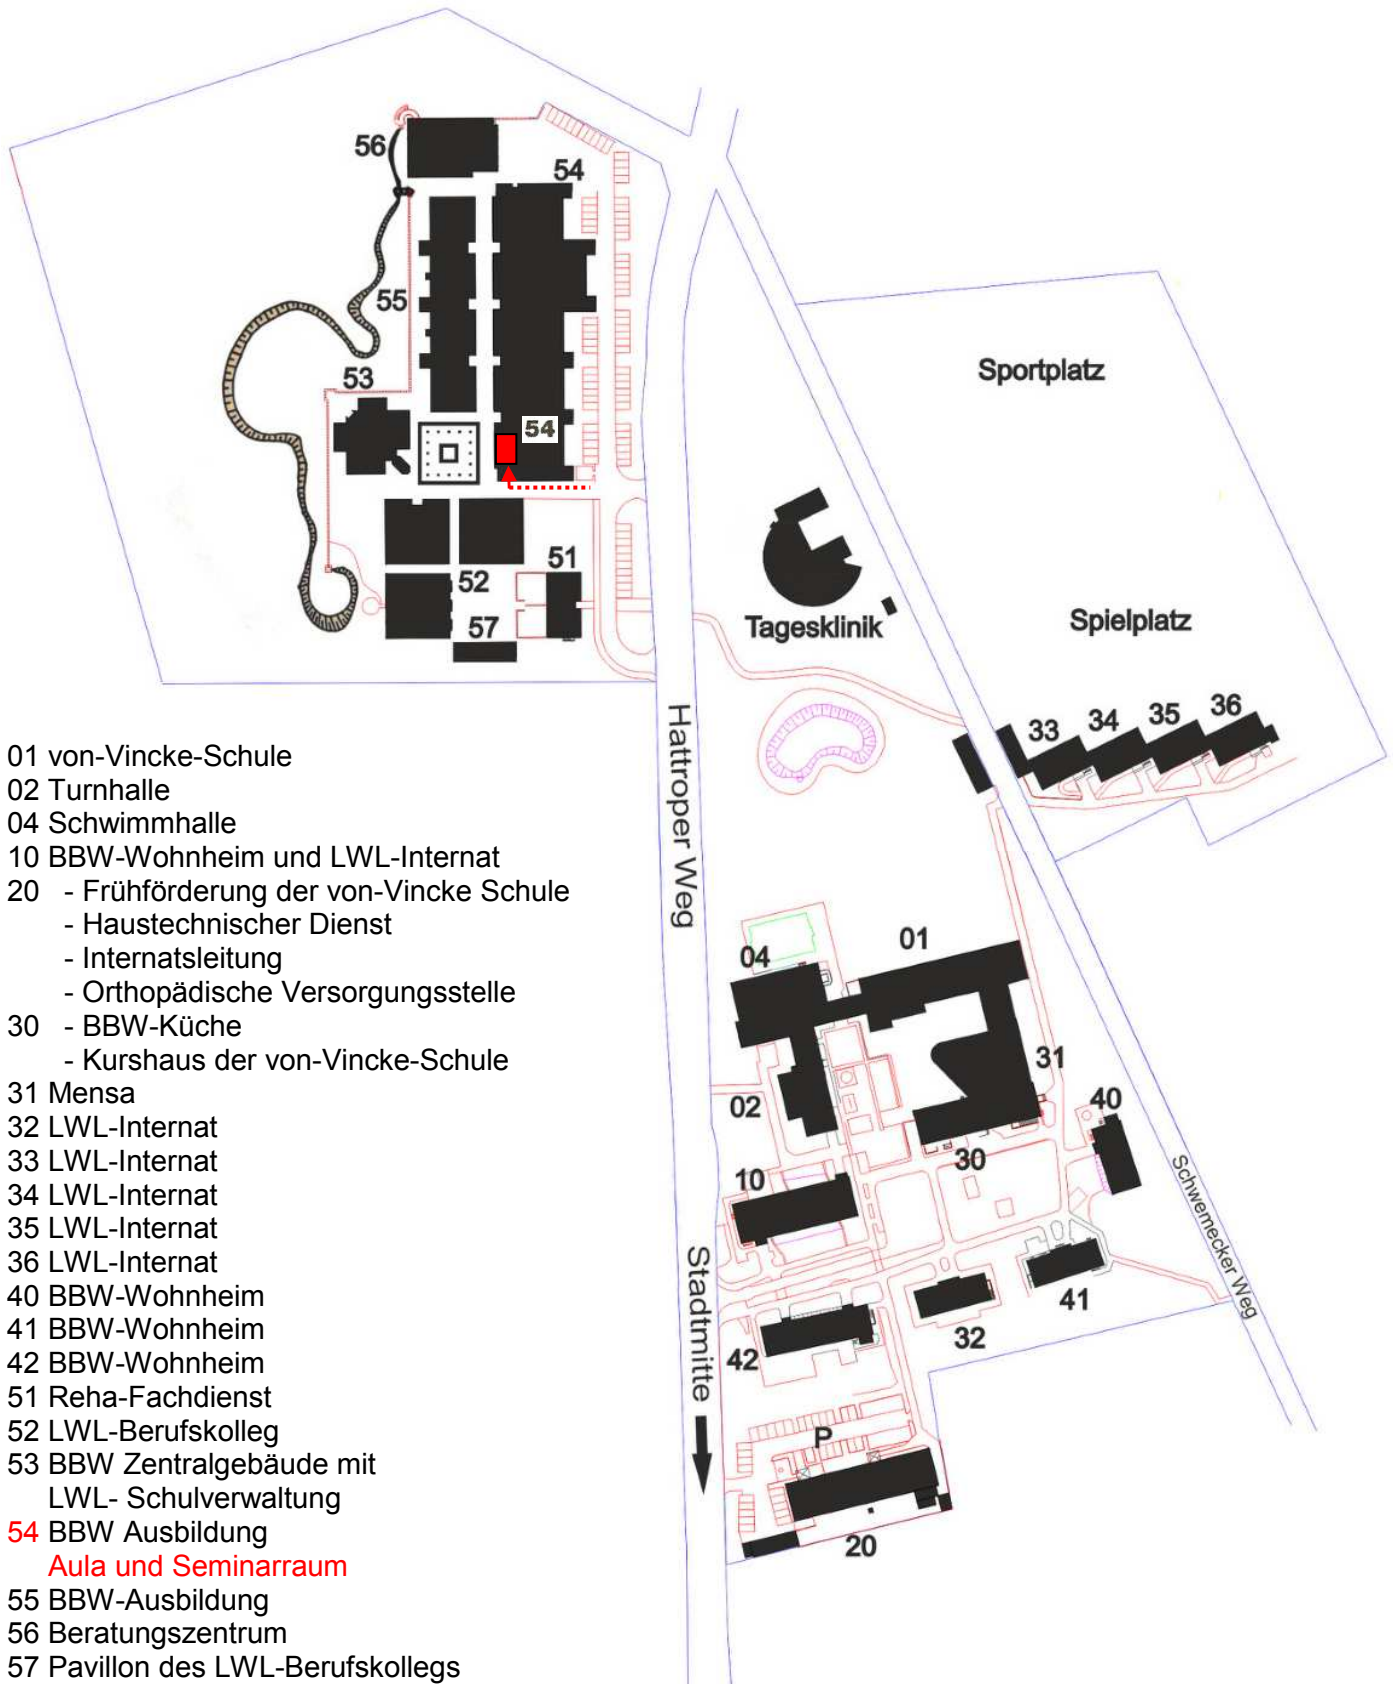 56
54
55
53
54
Sportplatz
51
52
57
Tagesklinik
Spielplatz
33 34 35 36
Hattroper Weg
01 von-Vincke-Schule
02 Turnhalle
04 Schwimmhalle
10 BBW-Wohnheim und LWL-Internat
20 - Frühförderung der von-Vincke Schule
- Haustechnischer Dienst
- Internatsleitung
- Orthopädische Versorgungsstelle
30 - BBW-Küche
- Kurshaus der von-Vincke-Schule
31 Mensa
32 LWL-Internat
33 LWL-Internat
34 LWL-Internat
35 LWL-Internat
36 LWL-Internat
40 BBW-Wohnheim
41 BBW-Wohnheim
42 BBW-Wohnheim
51 Reha-Fachdienst
52 LWL-Berufskolleg
53 BBW Zentralgebäude mit
LWL- Schulverwaltung
54 BBW Ausbildung
Aula und Seminarraum
55 BBW-Ausbildung
56 Beratungszentrum
57 Pavillon des LWL-Berufskollegs
01
04
31
02
40
30
10
Schwemecker Weg
Stadtmitte
41
32
42
P
20